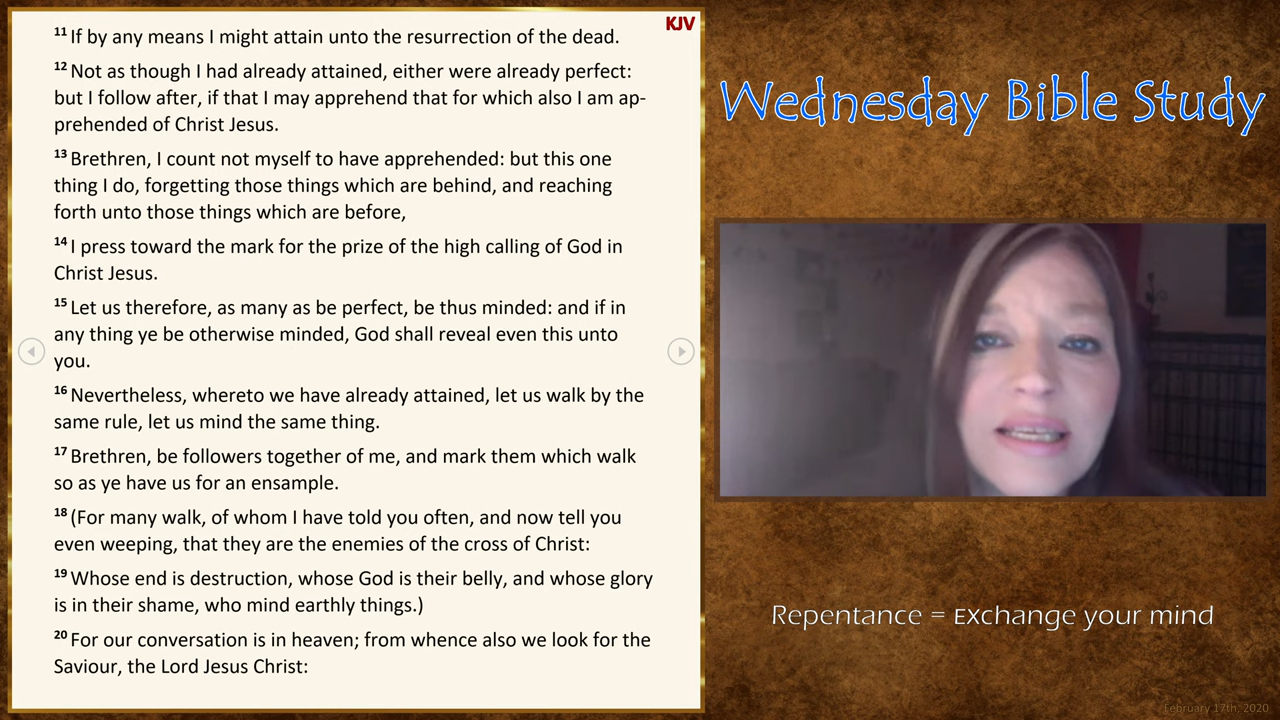 KJV
11 If by any means I might attain unto the resurrection of the dead.
12 Not as though I had already attained, either were already perfect:
but I follow after, if that I may apprehend that for which also I am ap-
prehended of Christ Jesus.
13 Brethren, I count not myself to have apprehended: but this one
thing I do, forgetting those things which are behind, and reaching
forth unto those things which are before,
14 I press toward the mark for the prize of the high calling of God in
Christ Jesus.
15 Let us therefore, as many as be perfect, be thus minded: and if in
any thing ye be otherwise minded, God shall reveal even this unto
you.
16 Nevertheless, whereto we have already attained, let us walk by the
same rule, let us mind the same thing.
17 Brethren, be followers together of me, and mark them which walk
so as ye have us for an ensample.
18 (For many walk, of whom I have told you often, and now tell you
even weeping, that they are the enemies of the cross of Christ:
19 Whose end is destruction, whose God is their belly, and whose glory
is in their shame, who mind earthly things.)
20 For our conversation is in heaven; from whence also we look for the
Saviour, the Lord Jesus Christ:
Wednesday Bible Study
Repentance = EXchange your mind
February 17th, 2020